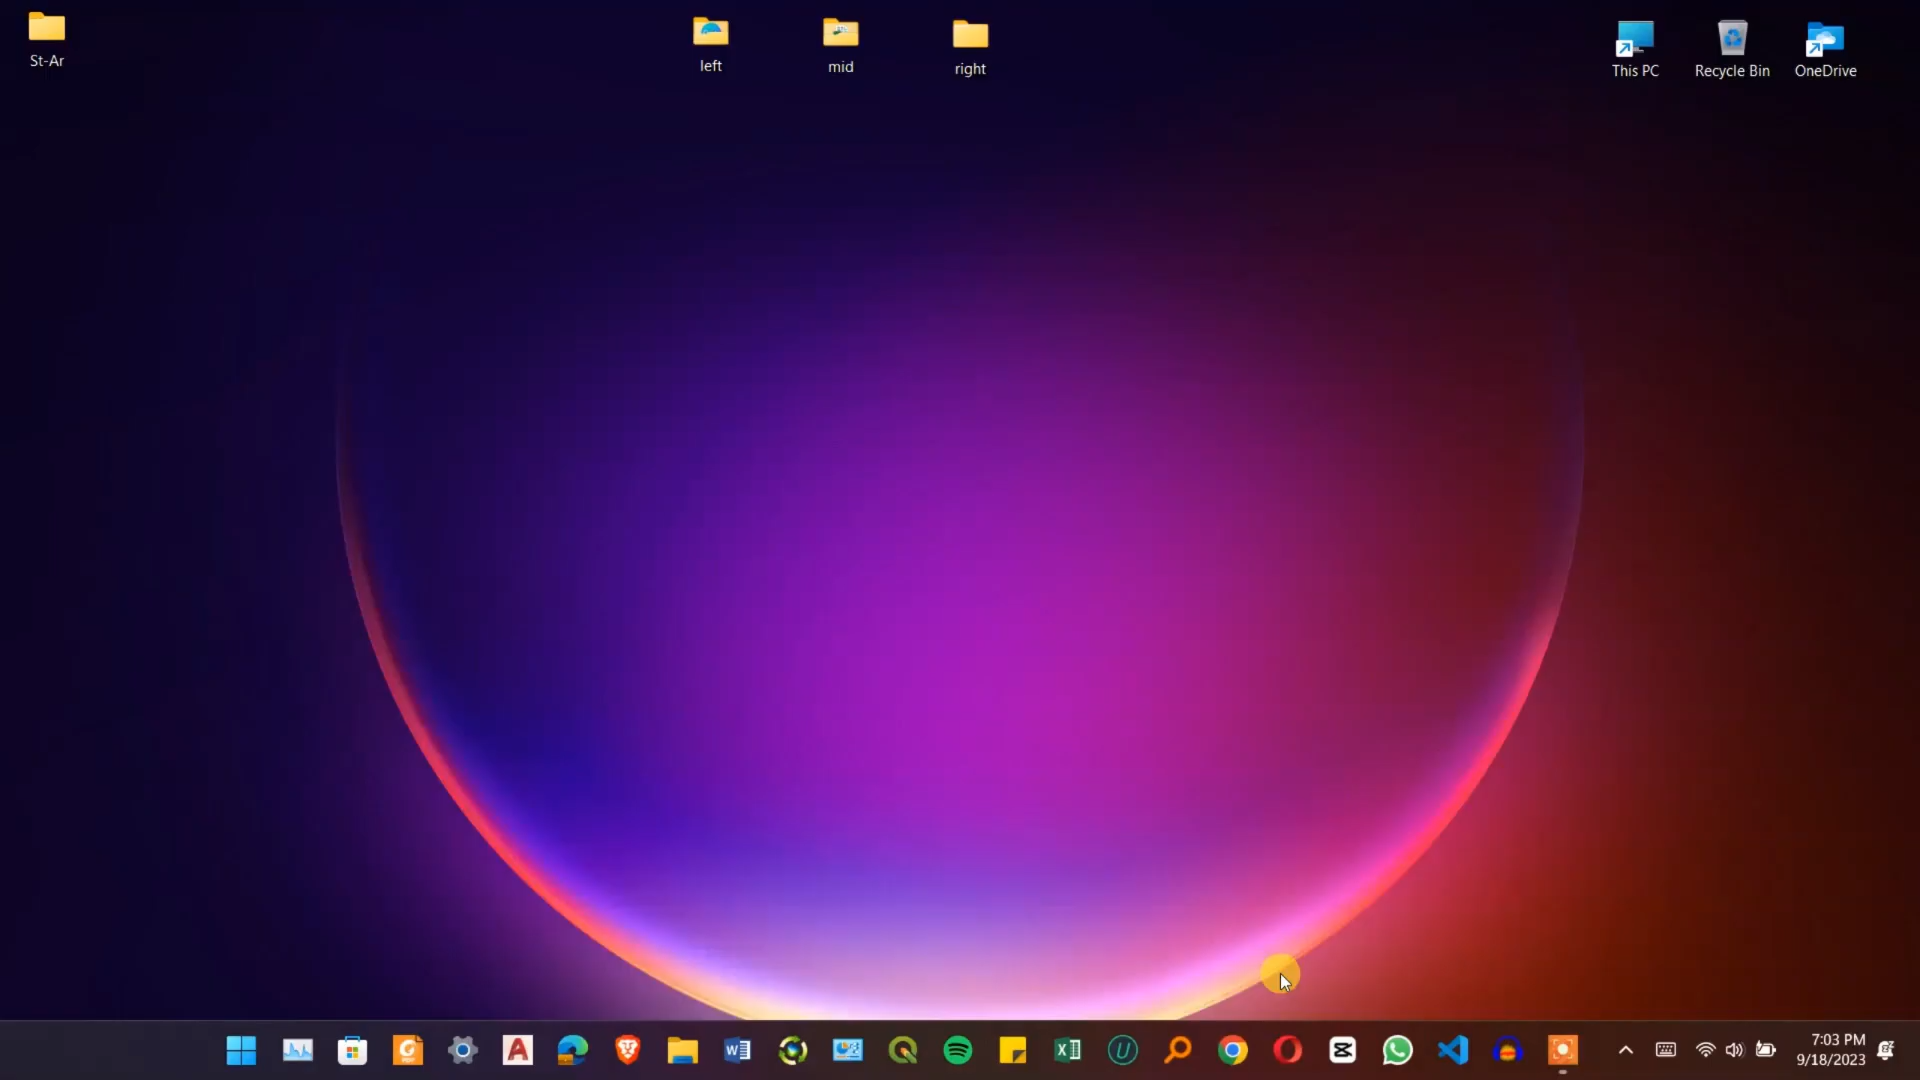 St-Ar
left
mid
right
This PC
Recycle Bin
OneDrive
7:03 PM
9/18/2023